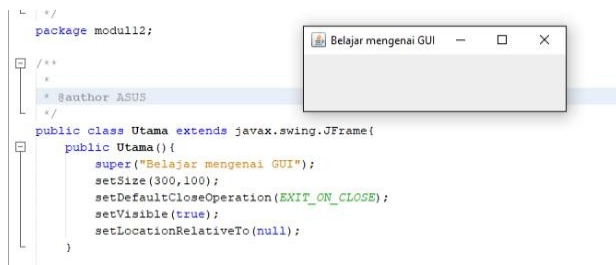 */
package modul12;
Belajar mengenai GUI
/**
*
* @author ASUS
*/
public class Utama extends javax.swing.JFrame{
public Utama(){
super("Belajar mengenai GUI");
setSize(300,100);
setDefaultCloseOperation(EXIT_ON_CLOSE);
setVisible(true);
setLocationRelativeTo(null);
}